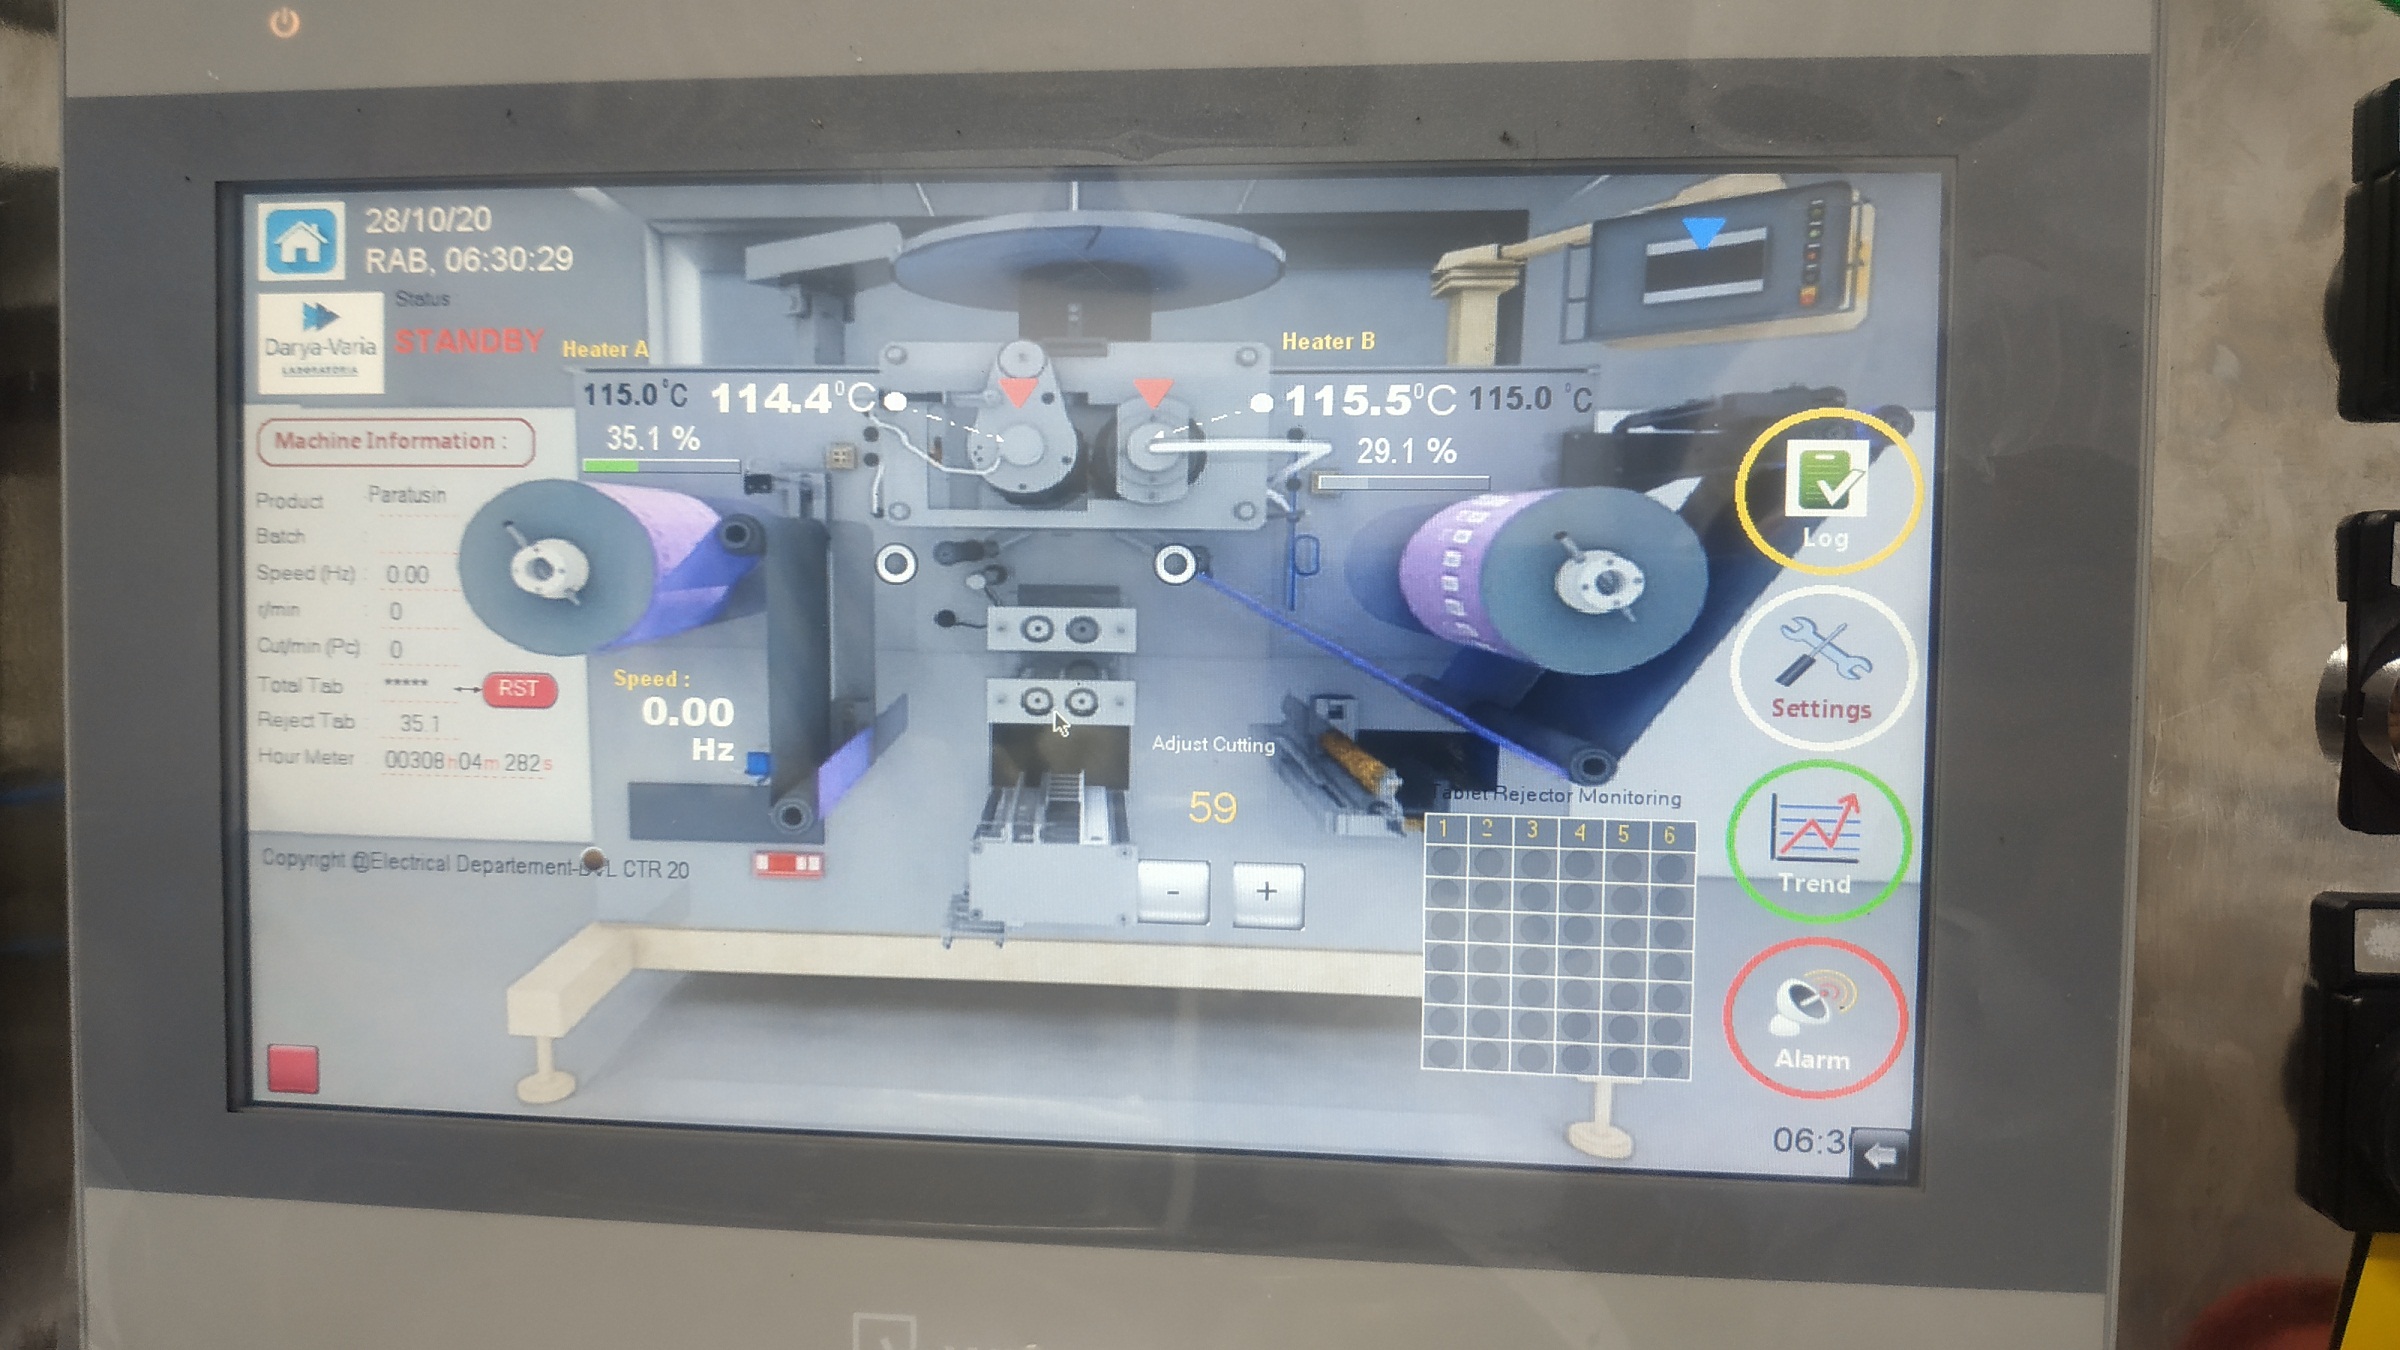 28/10/20
RAB, 06:30:29
Status
STANDBY
Darya-Varia
LABORATORIA
Heater A
115.0°C 114.4°C
35.1 %
Heater B
115.5°C 115.0 °C
29.1 %
Machine Information :
Product : Paratusin
Batch
Speed (Hz) : 0.00
r/min : 0
Cut/min (Pc) : 0
Total Tab ***** RST
Reject Tab : 35.1
Hour Meter 00308h04m282s
Speed :
0.00
Hz
Adjust Cutting
59
- +
Tablet Rejector Monitoring
1 2 3 4 5 6
Copyright @Electrical Departement-DVL CTR 20
Log
Settings
Trend
Alarm
06:3